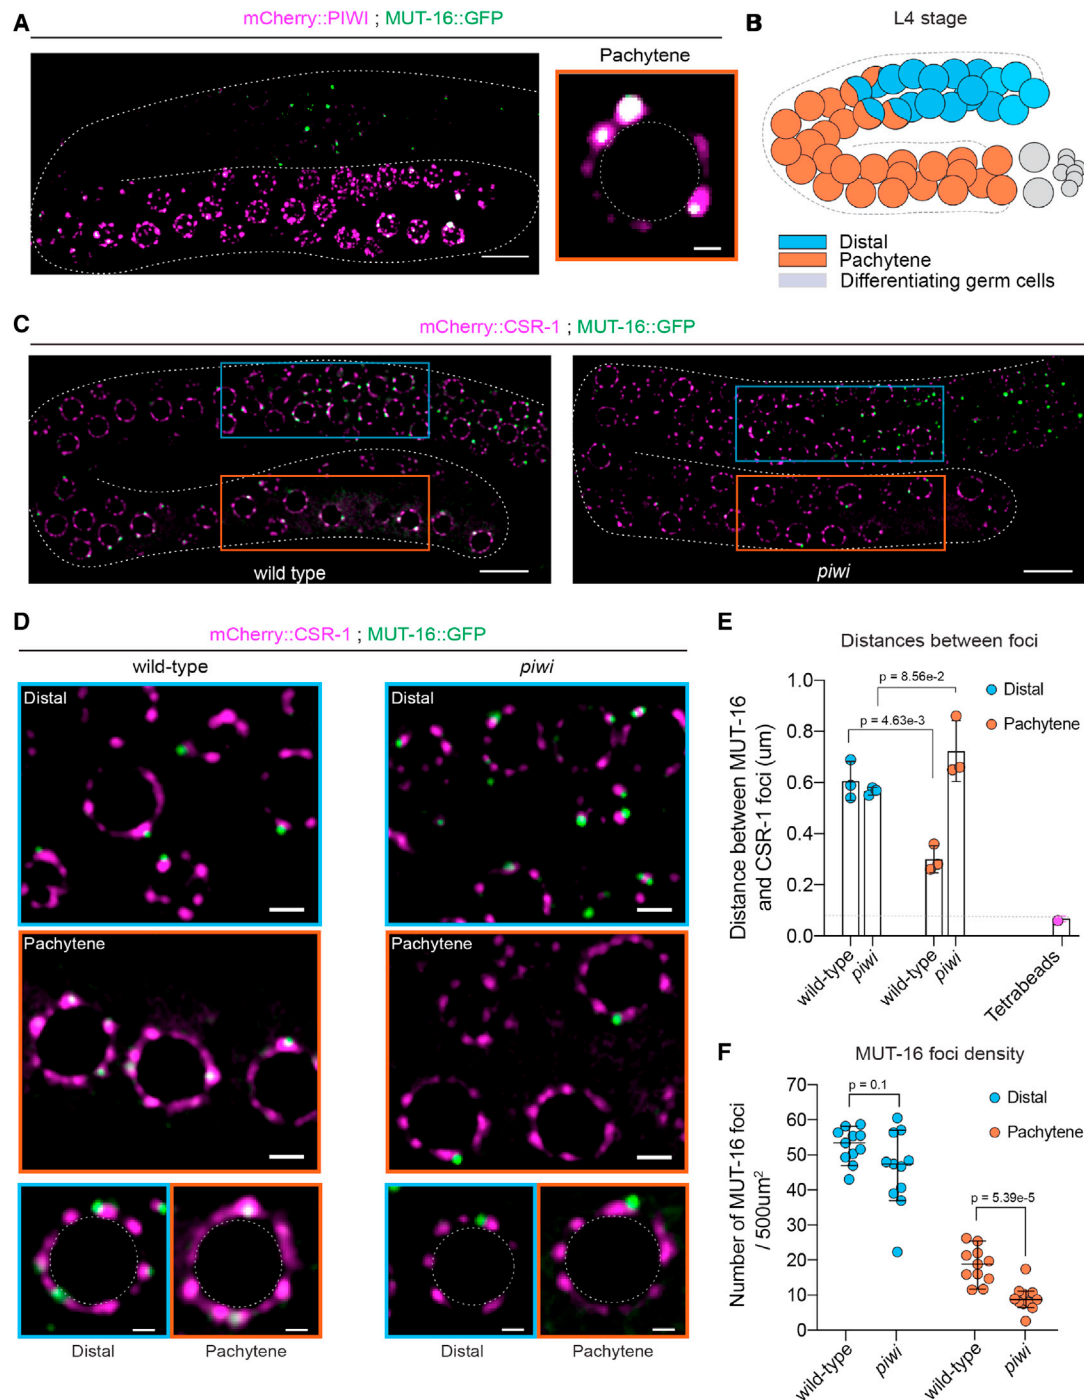 A
mCherry::PIWI ; MUT-16::GFP
Pachytene
B
L4 stage
Distal
Pachytene
Differentiating germ cells
C
mCherry::CSR-1 ; MUT-16::GFP
wild type
piwi
D
mCherry::CSR-1 ; MUT-16::GFP
wild-type
piwi
Distal
Distal
Pachytene
Pachytene
Distal
Pachytene
Distal
Pachytene
E
Distances between foci
p = 8.56e-2
p = 4.63e-3
Distal
Pachytene
Distance between MUT-16
and CSR-1 foci (um)
1.0
0.8
0.6
0.4
0.2
0.0
wild-type
piwi
wild-type
piwi
Tetrabeads
F
MUT-16 foci density
p = 0.1
p = 5.39e-5
Distal
Pachytene
Number of MUT-16 foci
/ 500um²
70
60
50
40
30
20
10
0
wild-type
piwi
wild-type
piwi